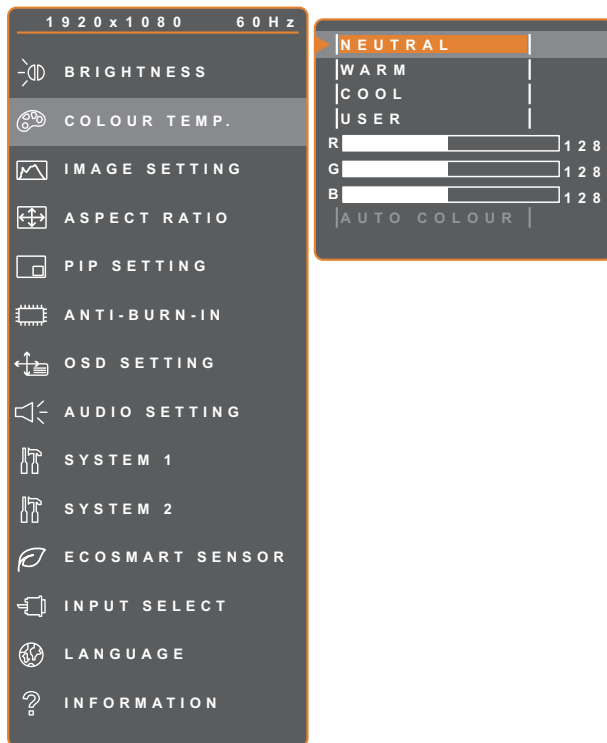 1920x1080 60Hz
BRIGHTNESS
COLOUR TEMP.
IMAGE SETTING
ASPECT RATIO
PIP SETTING
ANTI-BURN-IN
OSD SETTING
AUDIO SETTING
SYSTEM 1
SYSTEM 2
ECOSMART SENSOR
INPUT SELECT
LANGUAGE
INFORMATION
NEUTRAL
WARM
COOL
USER
R 128
G 128
B 128
AUTO COLOUR